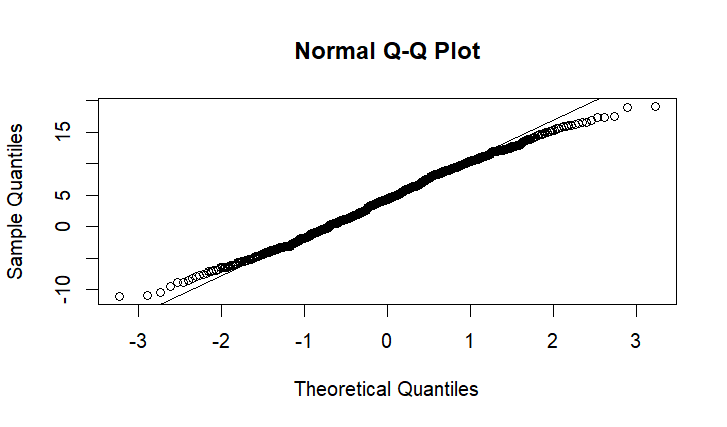 Normal Q-Q Plot
Sample Quantiles
15
5
0
-10
-3 -2 -1 0 1 2 3
Theoretical Quantiles